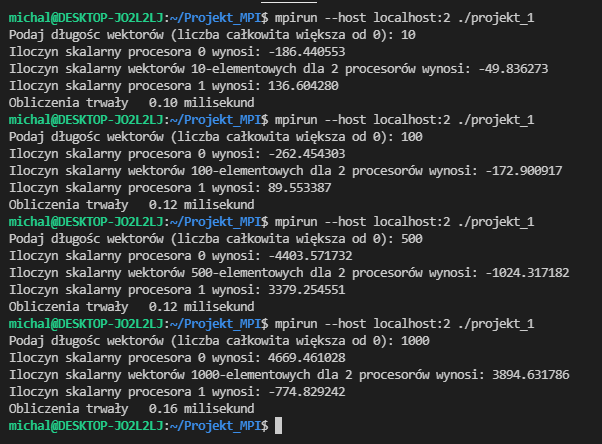 michal@DESKTOP-JO2L2LJ:~/Projekt_MPI$ mpirun --host localhost:2 ./projekt_1
Podaj długośc wektorów (liczba całkowita większa od 0): 10
Iloczyn skalarny procesora 0 wynosi: -186.440553
Iloczyn skalarny wektorów 10-elementowych dla 2 procesorów wynosi: -49.836273
Iloczyn skalarny procesora 1 wynosi: 136.604280
Obliczenia trwały   0.10 milisekund
michal@DESKTOP-JO2L2LJ:~/Projekt_MPI$ mpirun --host localhost:2 ./projekt_1
Podaj długośc wektorów (liczba całkowita większa od 0): 100
Iloczyn skalarny procesora 0 wynosi: -262.454303
Iloczyn skalarny wektorów 100-elementowych dla 2 procesorów wynosi: -172.900917
Iloczyn skalarny procesora 1 wynosi: 89.553387
Obliczenia trwały   0.12 milisekund
michal@DESKTOP-JO2L2LJ:~/Projekt_MPI$ mpirun --host localhost:2 ./projekt_1
Podaj długośc wektorów (liczba całkowita większa od 0): 500
Iloczyn skalarny procesora 0 wynosi: -4403.571732
Iloczyn skalarny wektorów 500-elementowych dla 2 procesorów wynosi: -1024.317182
Iloczyn skalarny procesora 1 wynosi: 3379.254551
Obliczenia trwały   0.12 milisekund
michal@DESKTOP-JO2L2LJ:~/Projekt_MPI$ mpirun --host localhost:2 ./projekt_1
Podaj długośc wektorów (liczba całkowita większa od 0): 1000
Iloczyn skalarny procesora 0 wynosi: 4669.461028
Iloczyn skalarny wektorów 1000-elementowych dla 2 procesorów wynosi: 3894.631786
Iloczyn skalarny procesora 1 wynosi: -774.829242
Obliczenia trwały   0.16 milisekund
michal@DESKTOP-JO2L2LJ:~/Projekt_MPI$